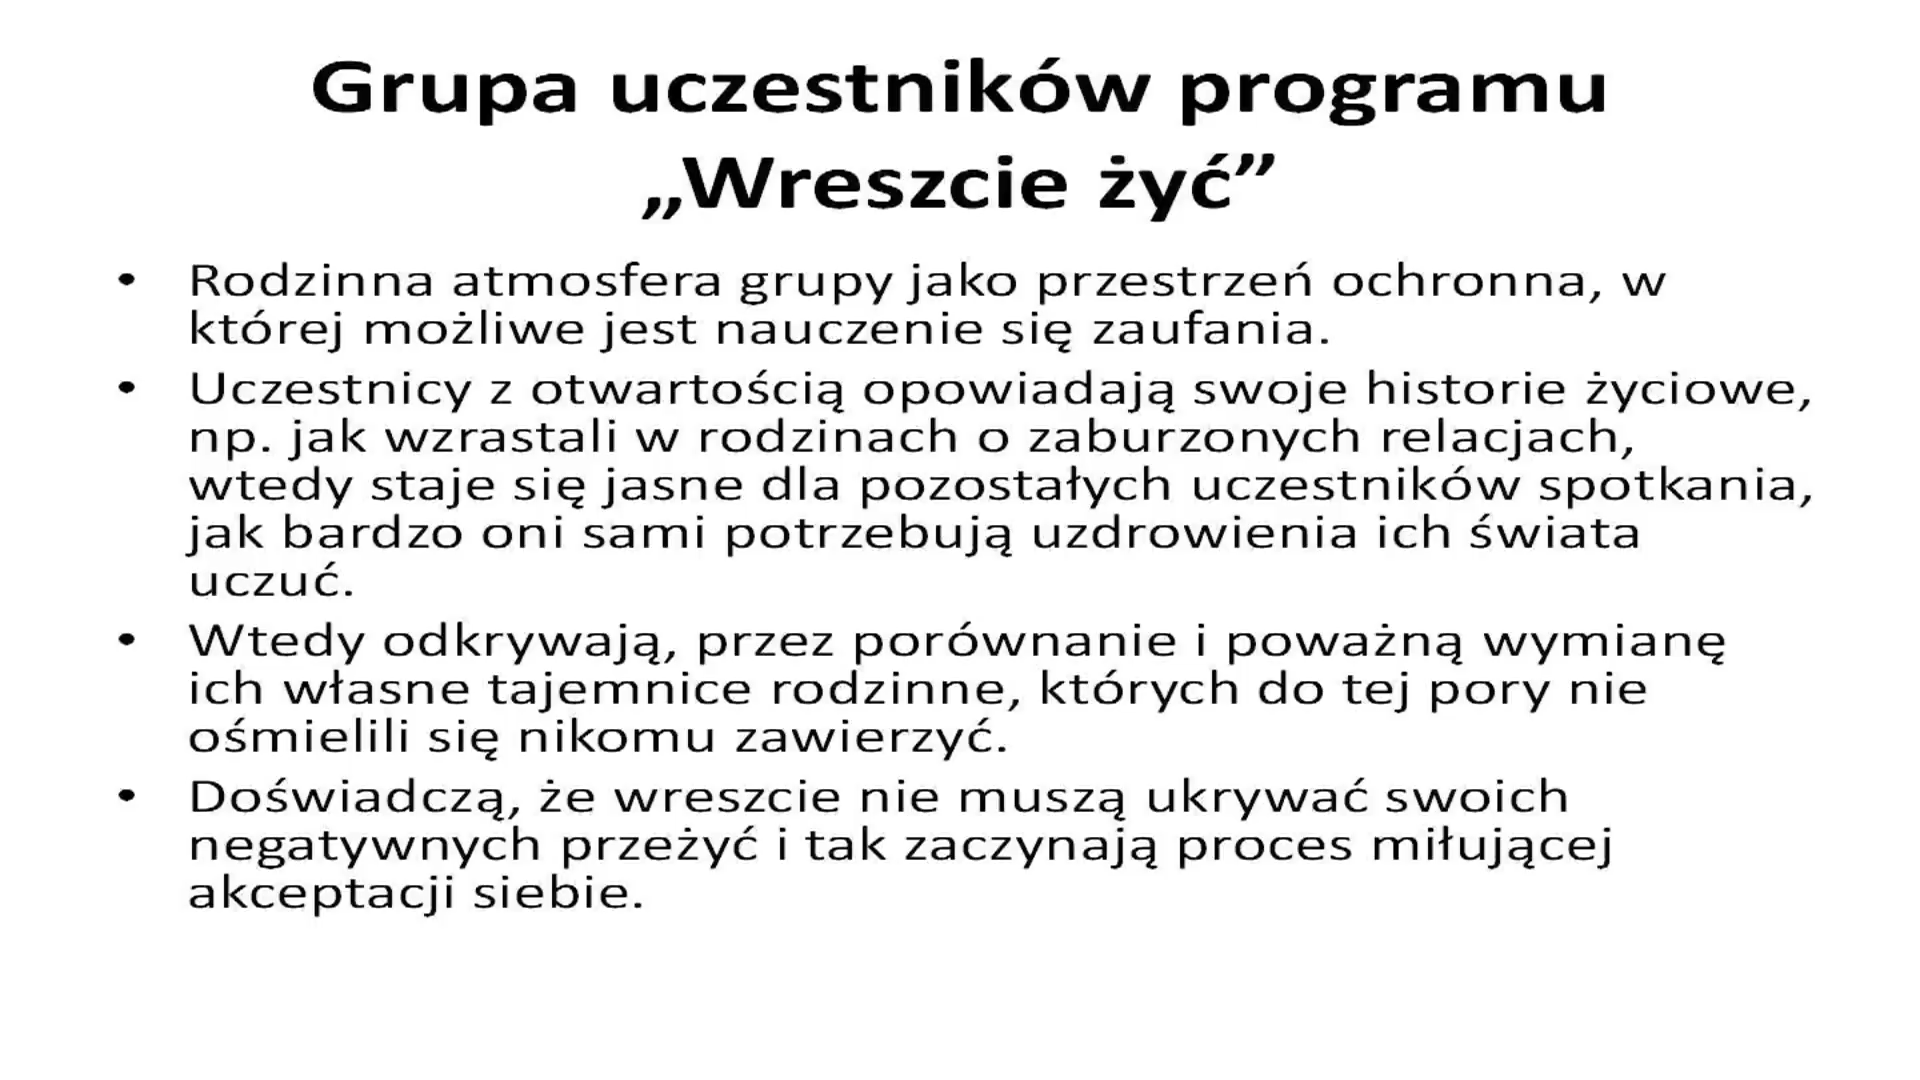 Grupa uczestników programu
„Wreszcie żyć”
• Rodzinna atmosfera grupy jako przestrzeń ochronna, w
której możliwe jest nauczenie się zaufania.
• Uczestnicy z otwartością opowiadają swoje historie życiowe,
np. jak wzrastali w rodzinach o zaburzonych relacjach,
wtedy staje się jasne dla pozostałych uczestników spotkania,
jak bardzo oni sami potrzebują uzdrowienia ich świata
uczuć.
• Wtedy odkrywają, przez porównanie i poważną wymianę
ich własne tajemnice rodzinne, których do tej pory nie
ośmielili się nikomu zawierzyć.
• Doświadczą, że wreszcie nie muszą ukrywać swoich
negatywnych przeżyć i tak zaczynają proces miłującej
akceptacji siebie.